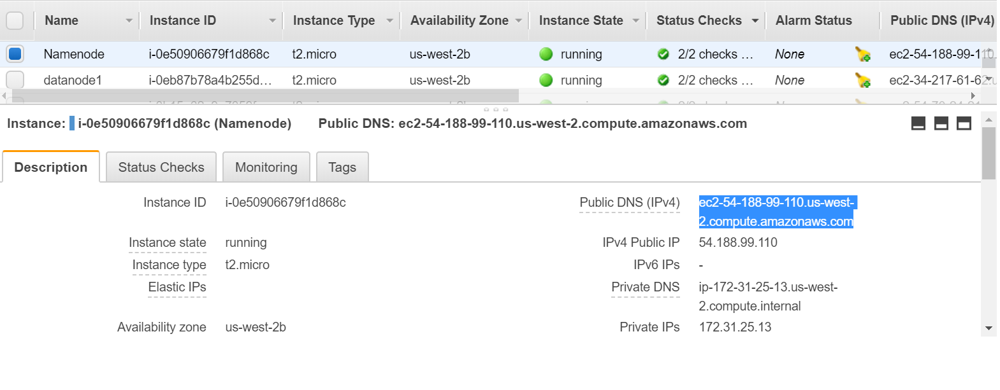 Name Instance ID Instance Type Availability Zone Instance State Status Checks Alarm Status Public DNS (IPv4)
Namenode i-0e50906679f1d868c t2.micro us-west-2b running 2/2 checks … None ec2-54-188-99-110.
datanode1 i-0eb87b78a4b255d… t2.micro us-west-2b running 2/2 checks … None ec2-34-217-61-62.u
Instance: i-0e50906679f1d868c (Namenode) Public DNS: ec2-54-188-99-110.us-west-2.compute.amazonaws.com
Description Status Checks Monitoring Tags
Instance ID i-0e50906679f1d868c Public DNS (IPv4) ec2-54-188-99-110.us-west-
2.compute.amazonaws.com
Instance state running IPv4 Public IP 54.188.99.110
Instance type t2.micro IPv6 IPs -
Elastic IPs Private DNS ip-172-31-25-13.us-west-
2.compute.internal
Availability zone us-west-2b Private IPs 172.31.25.13